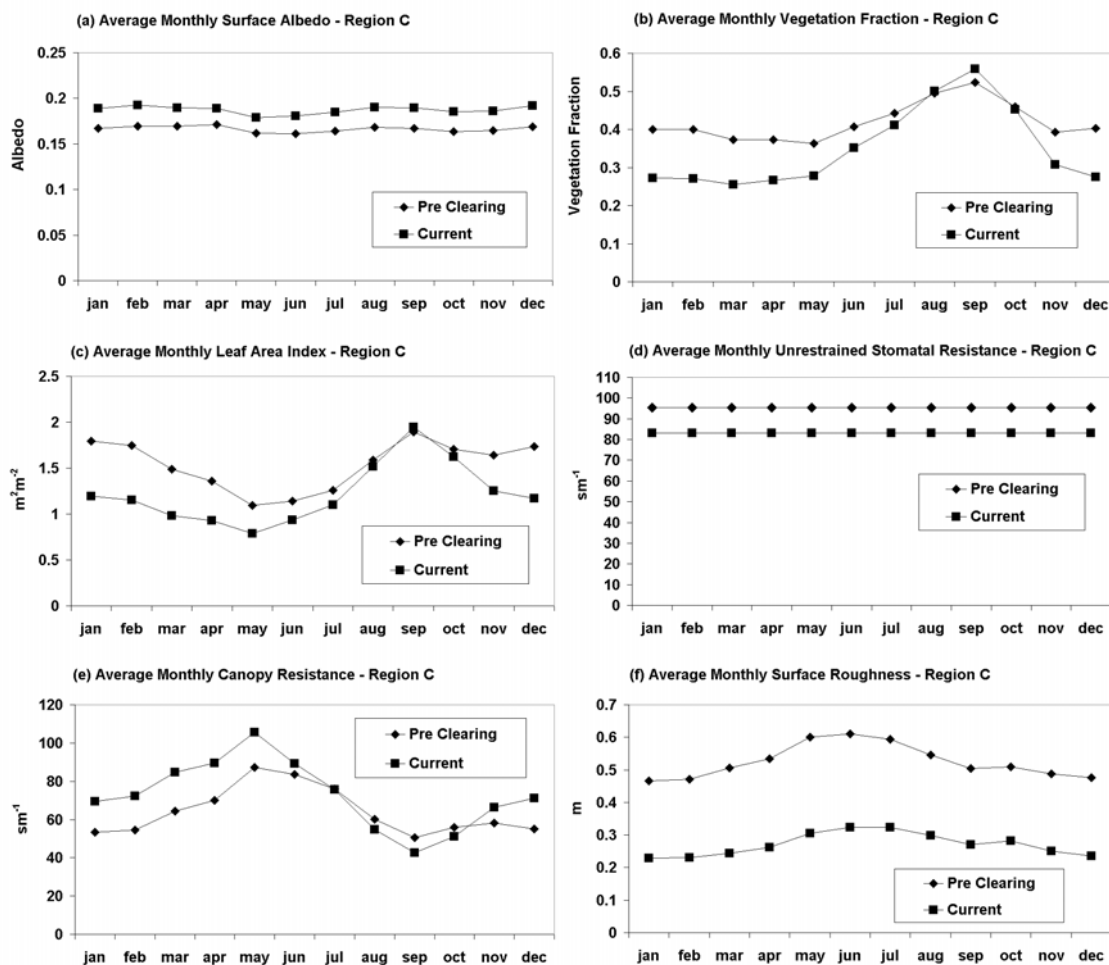 (a) Average Monthly Surface Albedo - Region C
0.25
0.2
0.15
0.1
0.05
0
Albedo
Pre Clearing
Current
jan feb mar apr may jun jul aug sep oct nov dec
(b) Average Monthly Vegetation Fraction - Region C
0.6
0.5
0.4
0.3
0.2
0.1
0
Vegetation Fraction
Pre Clearing
Current
jan feb mar apr may jun jul aug sep oct nov dec
(c) Average Monthly Leaf Area Index - Region C
2.5
2
1.5
1
0.5
0
m²m⁻²
Pre Clearing
Current
jan feb mar apr may jun jul aug sep oct nov dec
(d) Average Monthly Unrestrained Stomatal Resistance - Region C
110
100
90
80
70
60
50
40
30
20
10
0
sm⁻¹
Pre Clearing
Current
jan feb mar apr may jun jul aug sep oct nov dec
(e) Average Monthly Canopy Resistance - Region C
120
100
80
60
40
20
0
sm⁻¹
Pre Clearing
Current
jan feb mar apr may jun jul aug sep oct nov dec
(f) Average Monthly Surface Roughness - Region C
0.7
0.6
0.5
0.4
0.3
0.2
0.1
0
m
Pre Clearing
Current
jan feb mar apr may jun jul aug sep oct nov dec